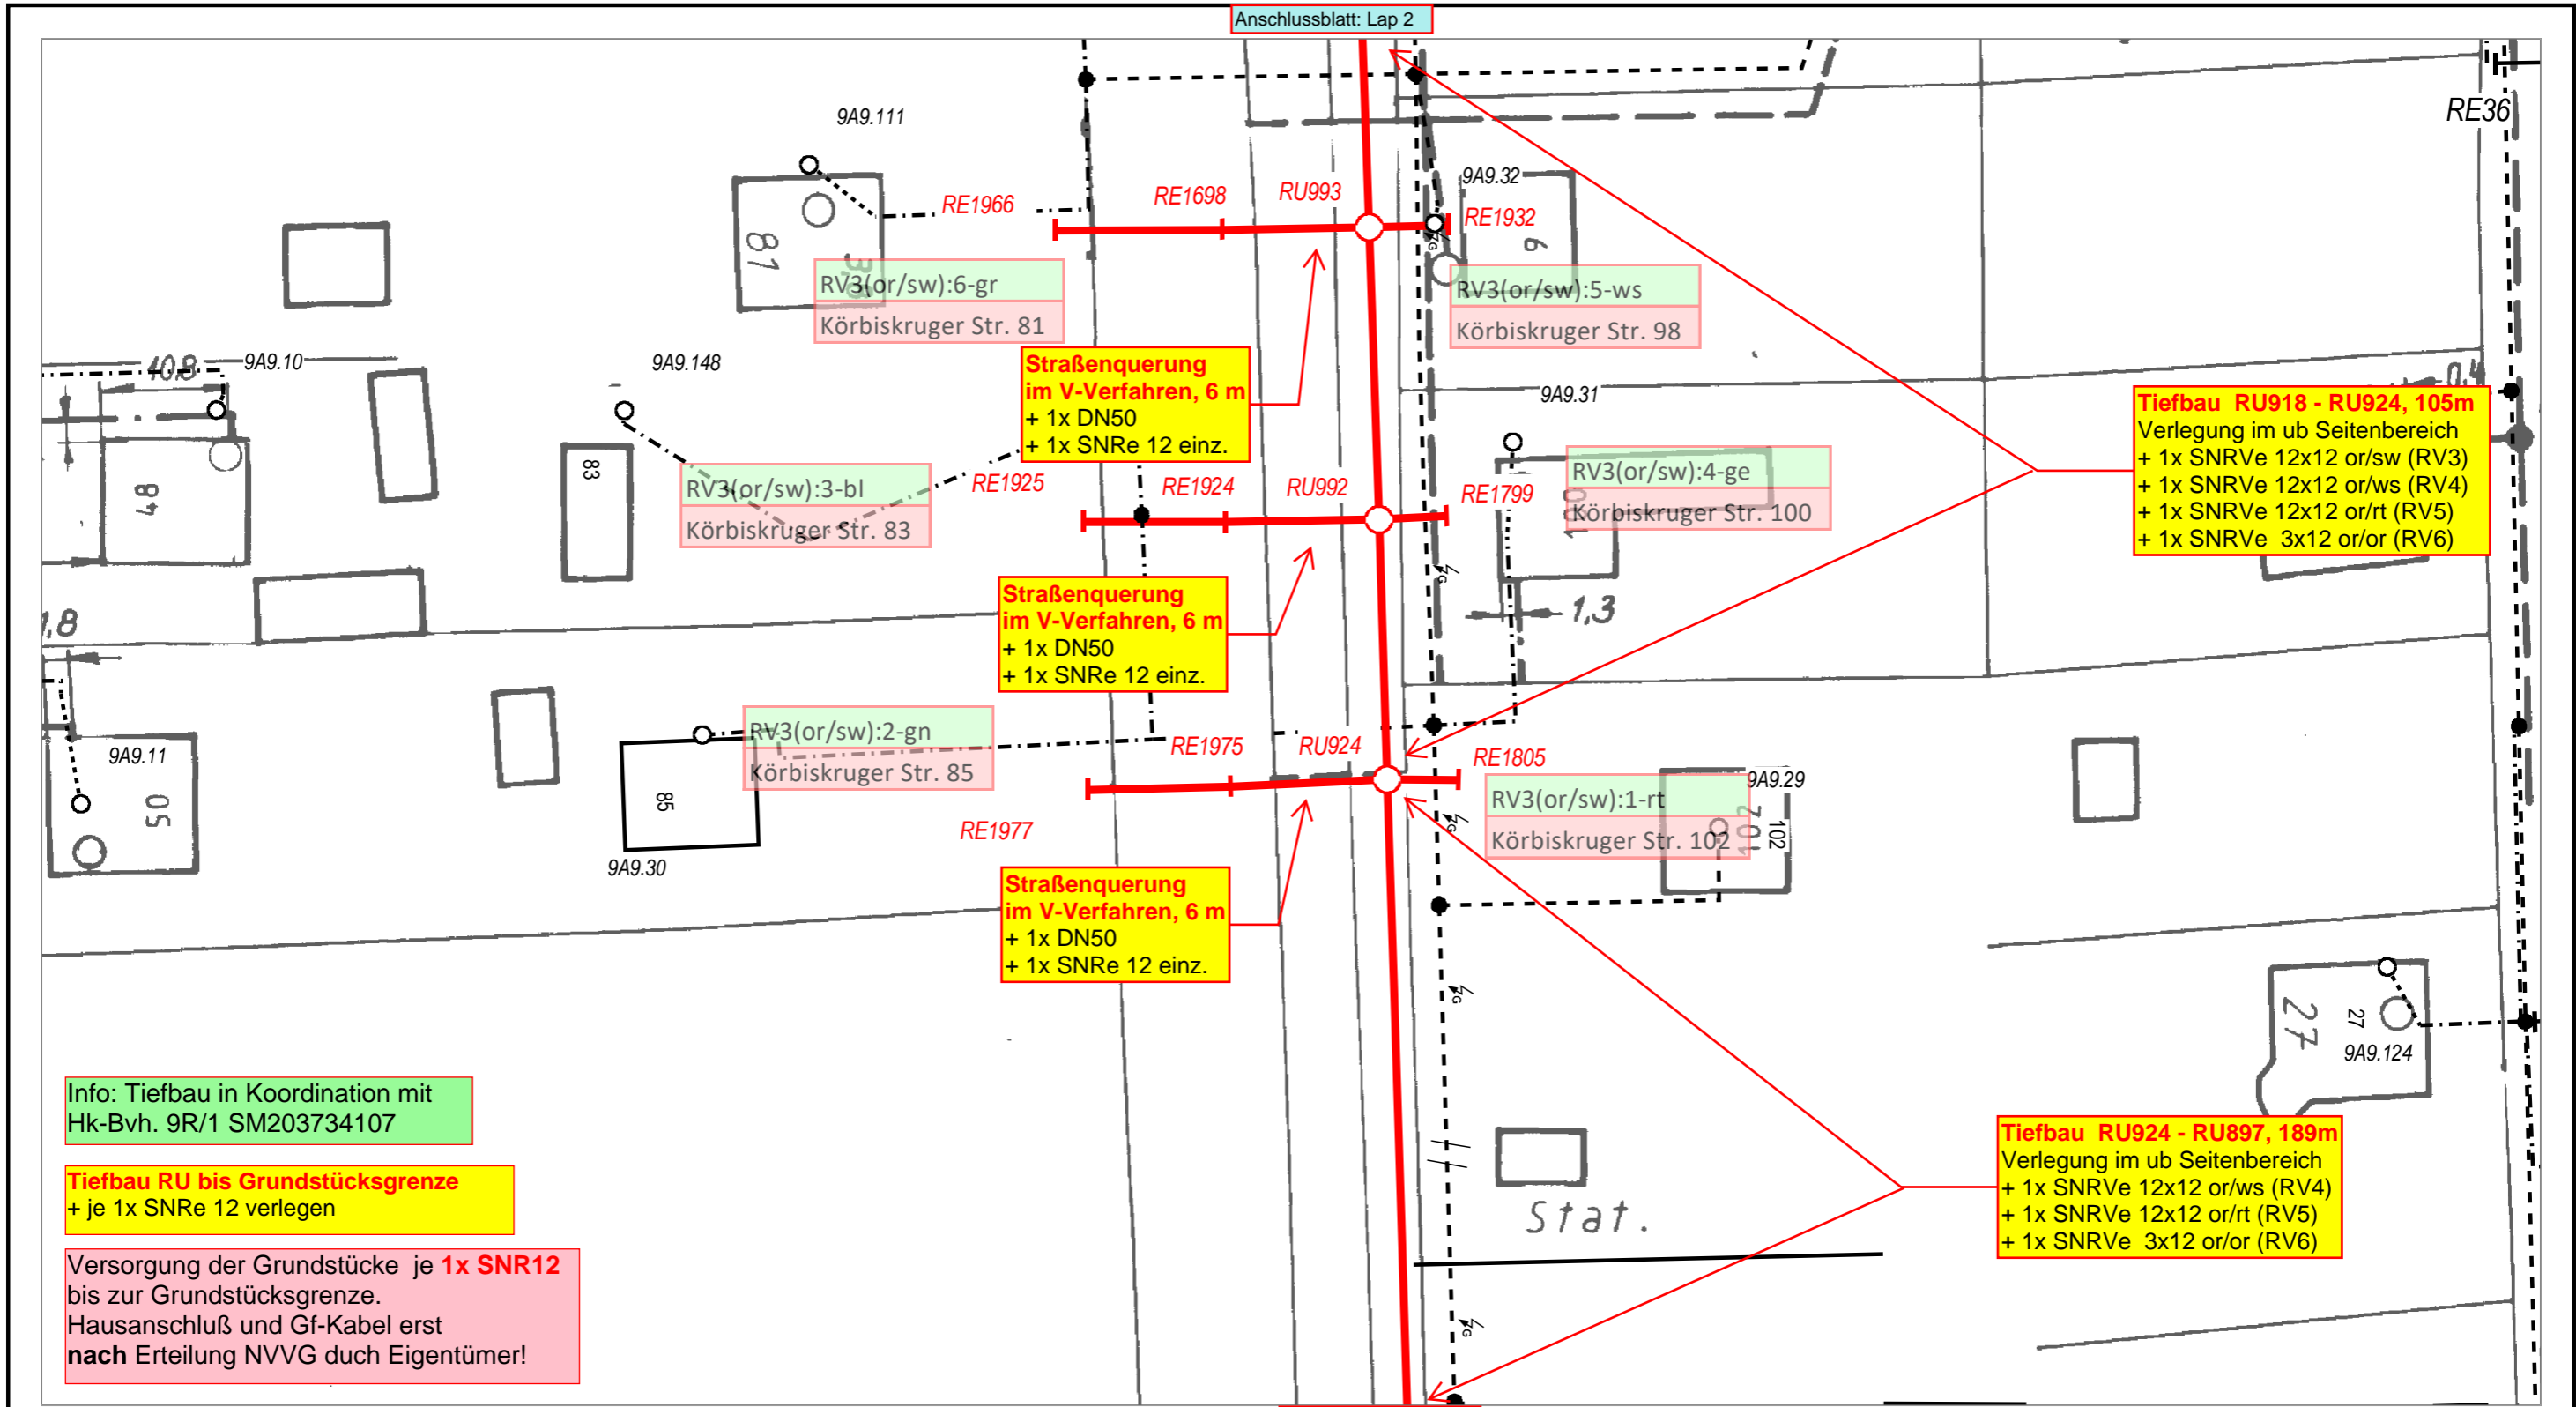 Anschlussblatt: Lap 2
RE36
9A9.111
81
RE1966
RE1698
RU993
9A9.32
RE1932
6
G
RV3(or/sw):6-gr
Körbiskruger Str. 81
RV3(or/sw):5-ws
Körbiskruger Str. 98
10,8
9A9.10
9A9.148
Straßenquerung
im V-Verfahren, 6 m
+ 1x DN50
+ 1x SNRe 12 einz.
9A9.31
0,4
Tiefbau  RU918 - RU924, 105m
Verlegung im ub Seitenbereich
+ 1x SNRVe 12x12 or/sw (RV3)
+ 1x SNRVe 12x12 or/ws (RV4)
+ 1x SNRVe 12x12 or/rt (RV5)
+ 1x SNRVe  3x12 or/or (RV6)
48
83
RV3(or/sw):3-bl
Körbiskruger Str. 83
RE1925
RE1924
RU992
RE1799
RV3(or/sw):4-ge
Körbiskruger Str. 100
G
1,3
1,8
Straßenquerung
im V-Verfahren, 6 m
+ 1x DN50
+ 1x SNRe 12 einz.
RV3(or/sw):2-gn
Körbiskruger Str. 85
RE1975
RU924
RE1805
9A9.11
50
85
9A9.30
RE1977
RV3(or/sw):1-rt
Körbiskruger Str. 102
9A9.29
102
102
G
Straßenquerung
im V-Verfahren, 6 m
+ 1x DN50
+ 1x SNRe 12 einz.
G
27
27
9A9.124
Info: Tiefbau in Koordination mit
Hk-Bvh. 9R/1 SM203734107
Tiefbau RU bis Grundstücksgrenze
+ je 1x SNRe 12 verlegen
Stat.
Tiefbau  RU924 - RU897, 189m
Verlegung im ub Seitenbereich
+ 1x SNRVe 12x12 or/ws (RV4)
+ 1x SNRVe 12x12 or/rt (RV5)
+ 1x SNRVe  3x12 or/or (RV6)
Versorgung der Grundstücke  je 1x SNR12
bis zur Grundstücksgrenze.
Hausanschluß und Gf-Kabel erst
nach Erteilung NVVG duch Eigentümer!
G